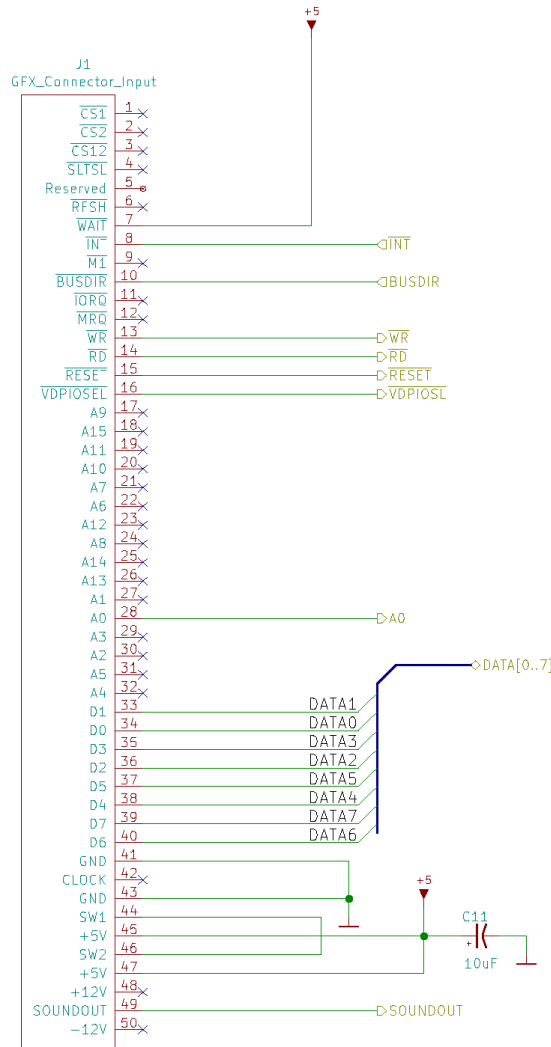 +5
J1
GFX_Connector_Input
CS1 1
CS2 2
CS12 3
SLTSL 4
Reserved 5
RFSH 6
WAIT 7
IN 8 INT
M1 9
BUSDIR 10 BUSDIR
IORQ 11
MRQ 12
WR 13 WR
RD 14 RD
RESE 15 RESET
VDPIOSEL 16 VDPIOSL
A9 17
A15 18
A11 19
A10 20
A7 21
A6 22
A12 23
A8 24
A14 25
A13 26
A1 27
A0 28 A0
A3 29
A2 30
A5 31
A4 32
DATA[0..7]
D1 33 DATA1
D0 34 DATA0
D3 35 DATA3
D2 36 DATA2
D5 37 DATA5
D4 38 DATA4
D7 39 DATA7
D6 40 DATA6
GND 41
CLOCK 42
+5
GND 43
SW1 44
C11
+5V 45
+
SW2 46
10uF
+5V 47
+12V 48
SOUNDOUT 49 SOUNDOUT
-12V 50